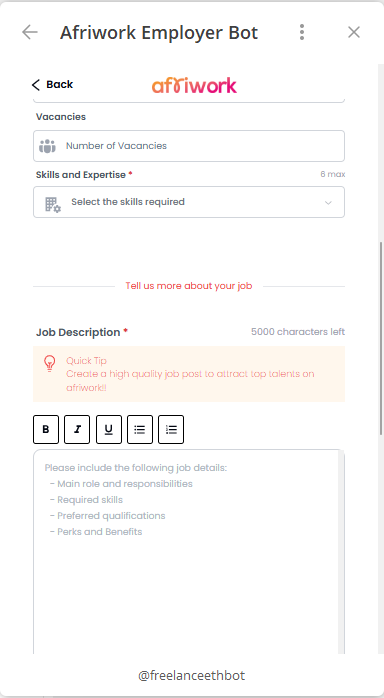 Afriwork Employer Bot
Back
afriwork
Vacancies
Number of Vacancies
Skills and Expertise *
6 max
Select the skills required
Tell us more about your job
Job Description *
5000 characters left
Quick Tip
Create a high quality job post to attract top talents on
afriwork!!
B I U
Please include the following job details:
- Main role and responsibilities
- Required skills
- Preferred qualifications
- Perks and Benefits
@freelanceethbot